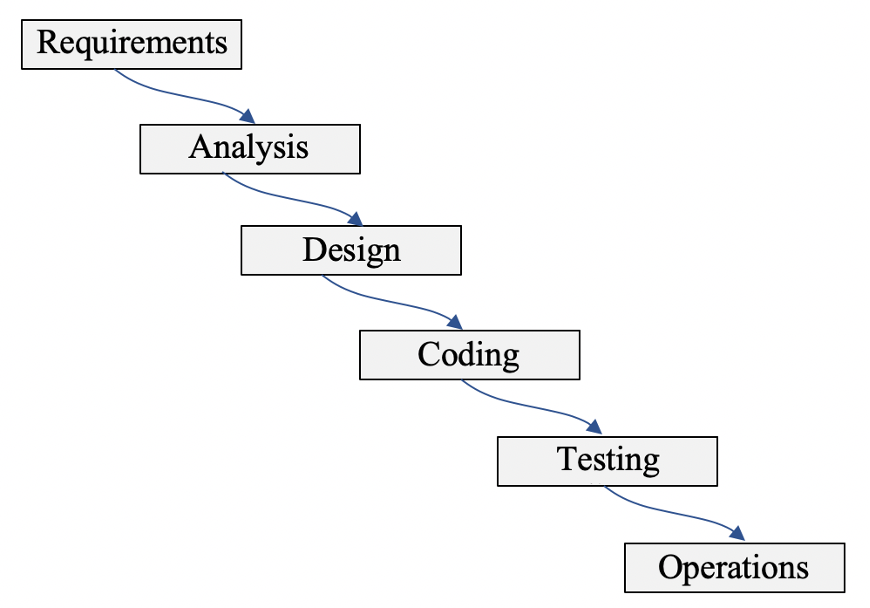 Requirements
Analysis
Design
Coding
Testing
Operations